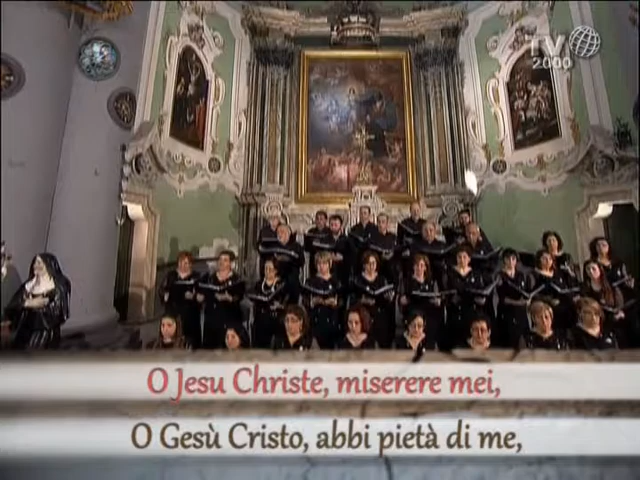 TV
2000
O Jesu Christe, miserere mei,
O Gesù Cristo, abbi pietà di me,